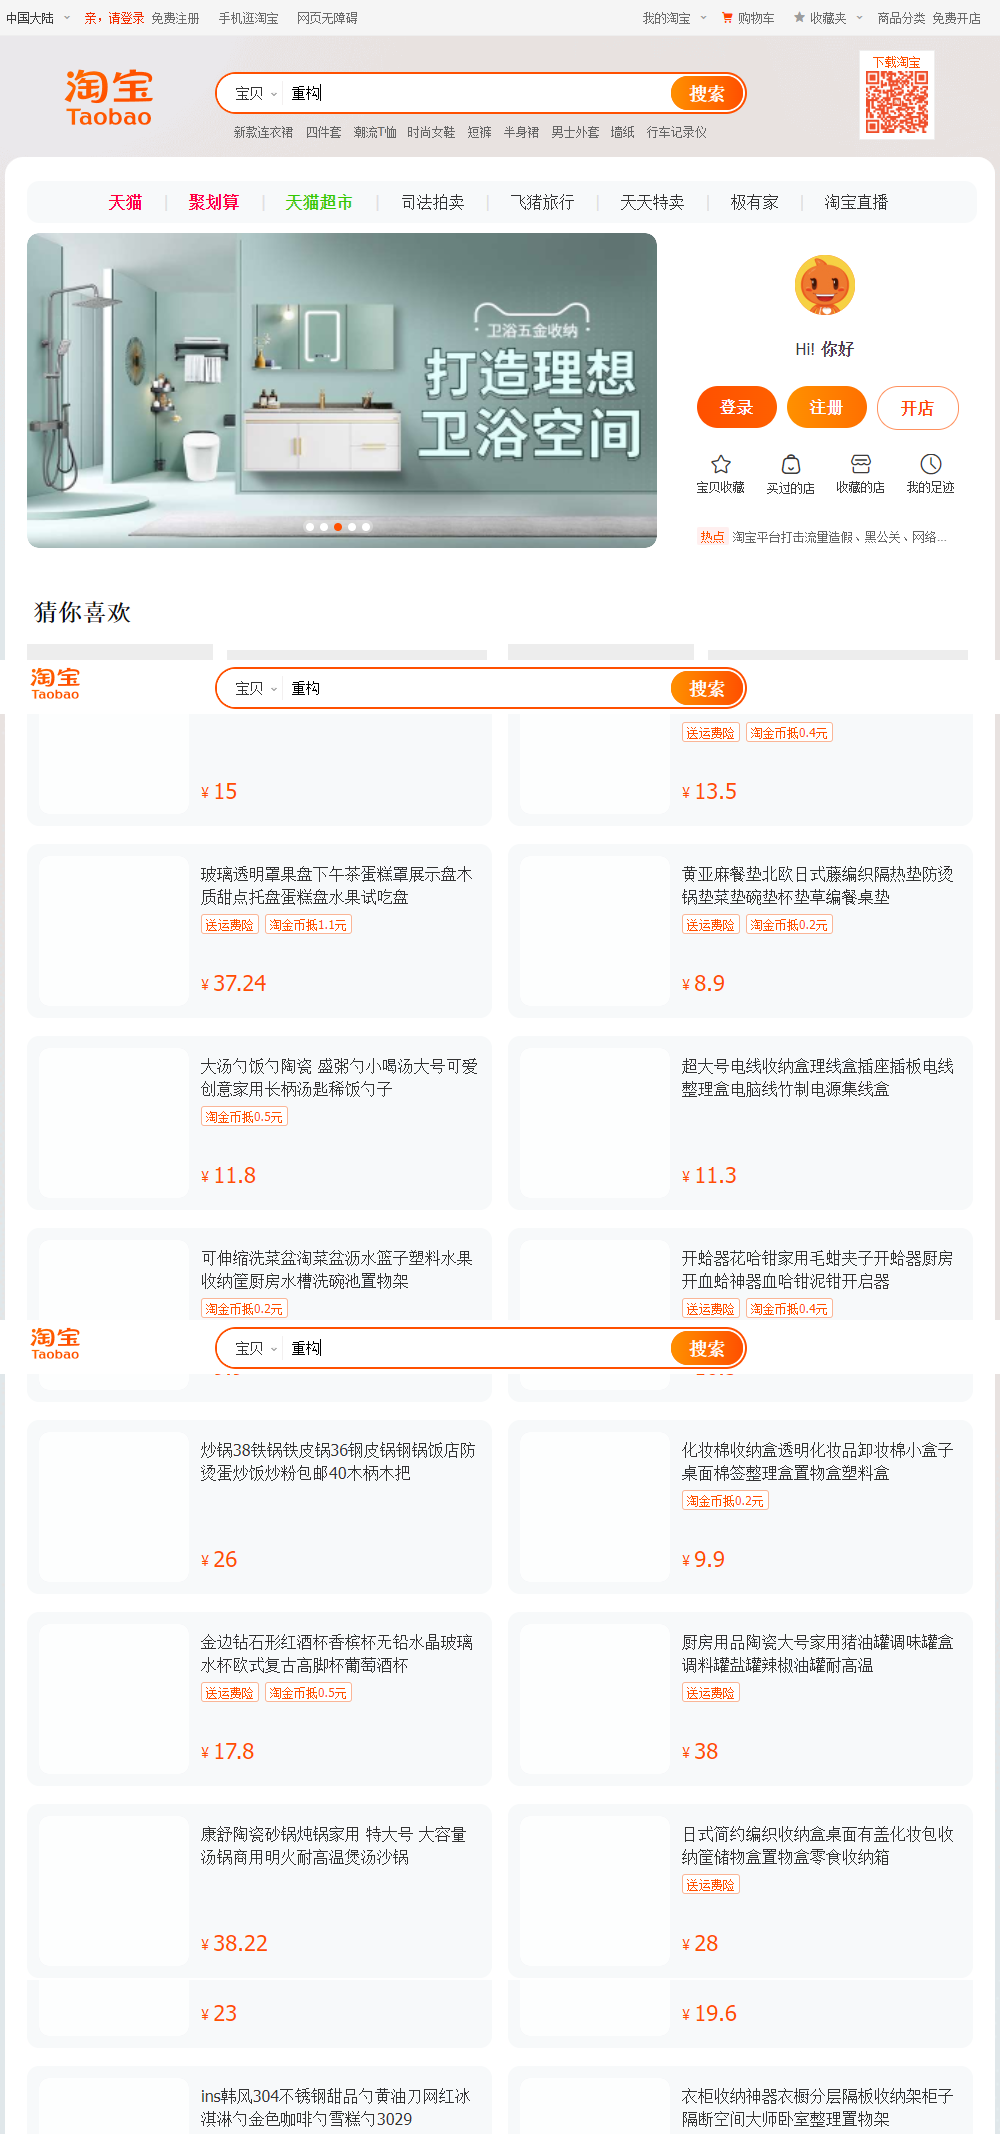 中国大陆 亲，请登录 免费注册 手机逛淘宝 网页无障碍 我的淘宝 购物车 收藏夹 商品分类 免费开店
下载淘宝
淘宝
Taobao
宝贝 重构 搜索
新款连衣裙 四件套 潮流T恤 时尚女鞋 短裤 半身裙 男士外套 墙纸 行车记录仪
天猫 聚划算 天猫超市 司法拍卖 飞猪旅行 天天特卖 极有家 淘宝直播
卫浴五金收纳
打造理想
卫浴空间
Hi! 你好
登录 注册 开店
宝贝收藏 买过的店 收藏的店 我的足迹
热点 淘宝平台打击流量造假、黑公关、网络...
猜你喜欢
淘宝
Taobao
宝贝 重构 搜索
送运费险 淘金币抵0.4元
¥ 15
¥ 13.5
玻璃透明罩果盘下午茶蛋糕罩展示盘木
质甜点托盘蛋糕盘水果试吃盘
送运费险 淘金币抵1.1元
¥ 37.24
黄亚麻餐垫北欧日式藤编织隔热垫防烫
锅垫菜垫碗垫杯垫草编餐桌垫
送运费险 淘金币抵0.2元
¥ 8.9
大汤勺饭勺陶瓷 盛粥勺小喝汤大号可爱
创意家用长柄汤匙稀饭勺子
淘金币抵0.5元
¥ 11.8
超大号电线收纳盒理线盒插座插板电线
整理盒电脑线竹制电源集线盒
¥ 11.3
可伸缩洗菜盆淘菜盆沥水篮子塑料水果
收纳筐厨房水槽洗碗池置物架
淘金币抵0.2元
开蛤器花哈钳家用毛蚶夹子开蛤器厨房
开血蛤神器血哈钳泥钳开启器
送运费险 淘金币抵0.4元
淘宝
Taobao
宝贝 重构 搜索
炒锅38铁锅铁皮锅36钢皮锅钢锅饭店防
烫蛋炒饭炒粉包邮40木柄木把
¥ 26
化妆棉收纳盒透明化妆品卸妆棉小盒子
桌面棉签整理盒置物盒塑料盒
淘金币抵0.2元
¥ 9.9
金边钻石形红酒杯香槟杯无铅水晶玻璃
水杯欧式复古高脚杯葡萄酒杯
送运费险 淘金币抵0.5元
¥ 17.8
厨房用品陶瓷大号家用猪油罐调味罐盒
调料罐盐罐辣椒油罐耐高温
送运费险
¥ 38
康舒陶瓷砂锅炖锅家用 特大号 大容量
汤锅商用明火耐高温煲汤沙锅
¥ 38.22
日式简约编织收纳盒桌面有盖化妆包收
纳筐储物盒置物盒零食收纳箱
送运费险
¥ 28
¥ 23
¥ 19.6
ins韩风304不锈钢甜品勺黄油刀网红冰
淇淋勺金色咖啡勺雪糕勺3029
衣柜收纳神器衣橱分层隔板收纳架柜子
隔断空间大师卧室整理置物架